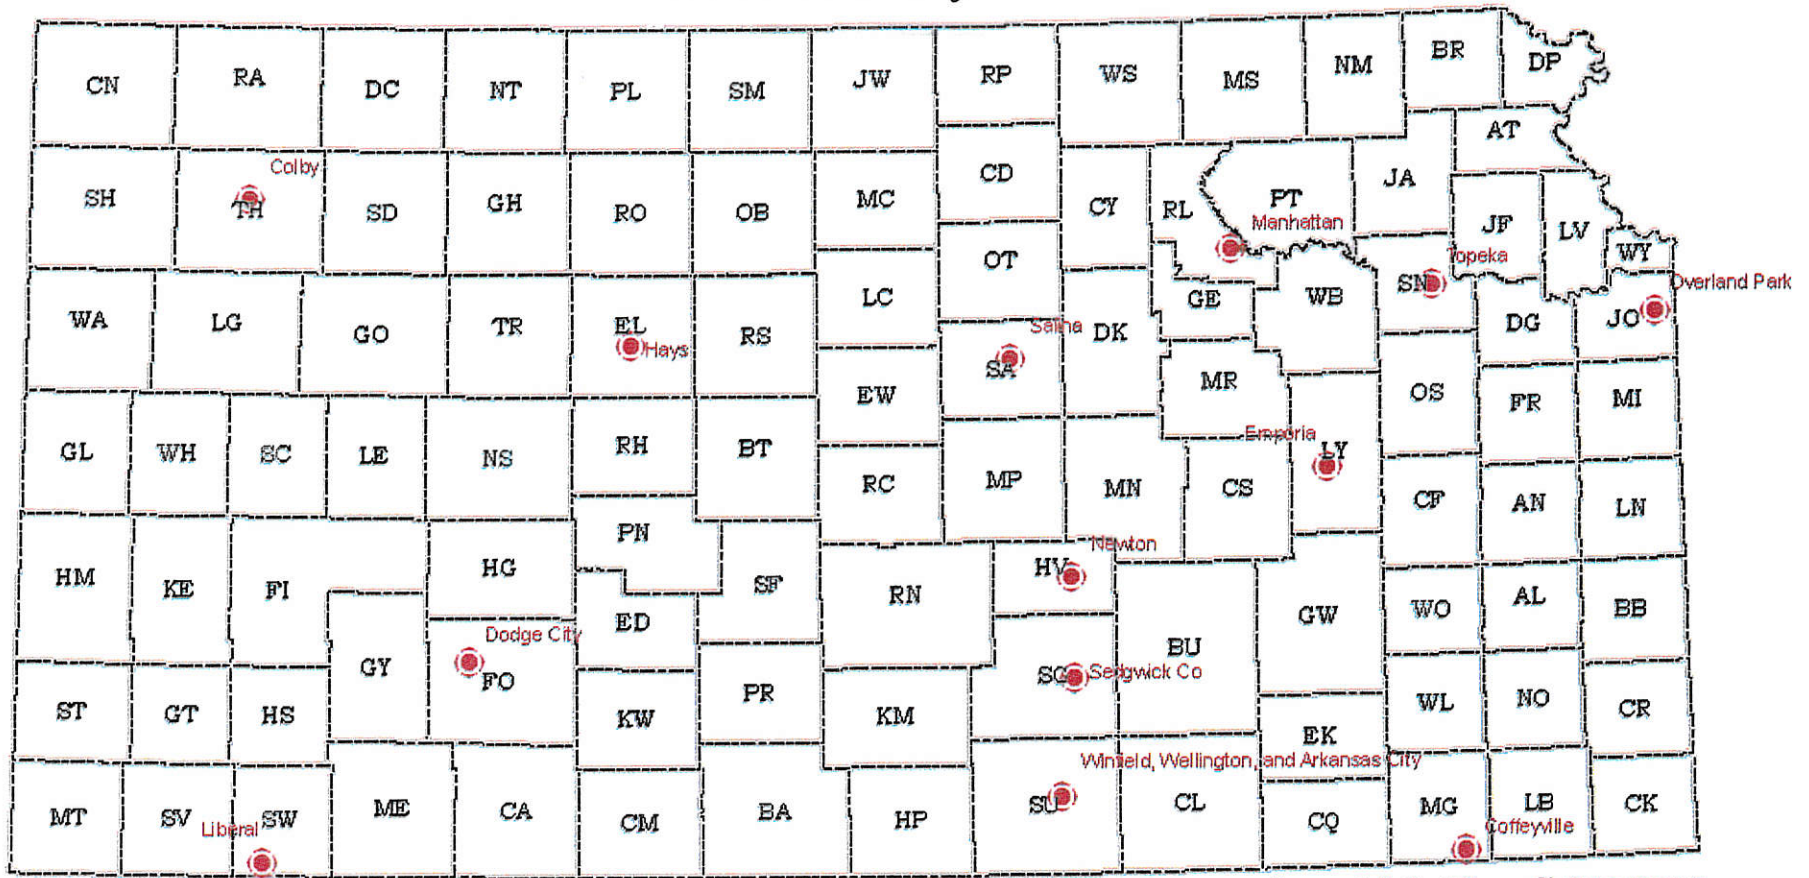 CN RA DC NT PL SM JW RP WS MS NM BR DP
AT
SH Colby TH SD GH RO OB MC CD CY RL PT Manhattan JA JF LV WY
OT
WA LG GO TR EL Hays RS LC Salina SA DK GE WB SN Topeka DG JO Overland Park
EW MR OS FR MI
GL WH SC LE NS RH BT RC MP MN CS Emporia LY CF AN LN
PN
HM KE FI HG SF RN HV Newton GW WO AL BB
ED
Dodge City
GY FO BU
SG Sedgwick Co
ST GT HS KW PR KM WL NO CR
EK
Winfield, Wellington, and Arkansas City
MT SV Liberal SW ME CA CM BA HP SU CL CQ MG LB CK
Coffeyville